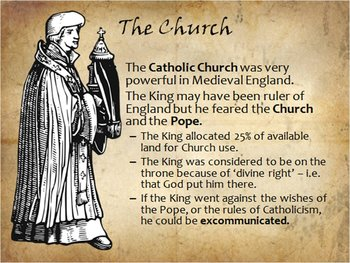 The Church
The Catholic Church was very
powerful in Medieval England.
The King may have been ruler of
England but he feared the Church
and the Pope.
– The King allocated 25% of available
land for Church use.
– The King was considered to be on the
throne because of ‘divine right’ – i.e.
that God put him there.
– If the King went against the wishes of
the Pope, or the rules of Catholicism,
he could be excommunicated.